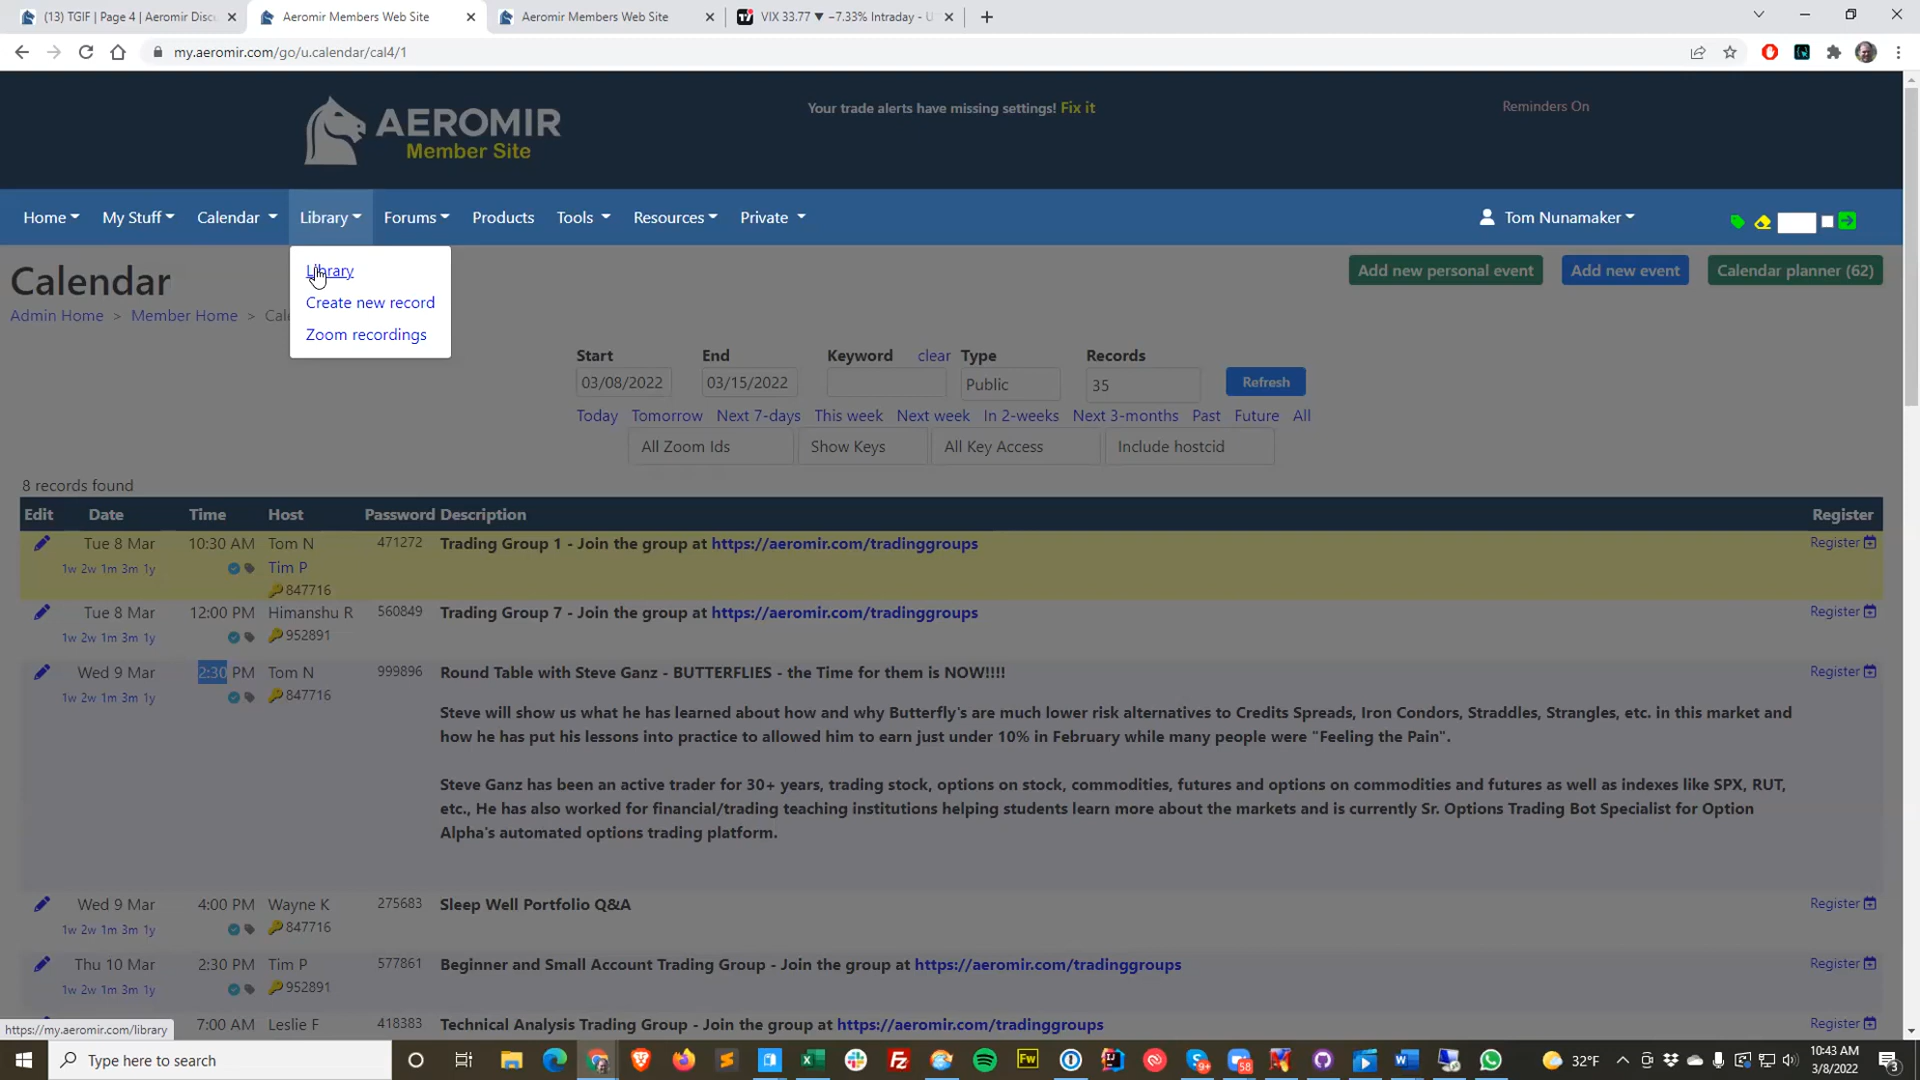 (13) TGIF | Page 4 | Aeromir Disc
Aeromir Members Web Site
Aeromir Members Web Site
VIX 33.77 ▼ −7.33% Intraday - U
my.aeromir.com/go/u.calendar/cal4/1
AEROMIR
Member Site
Your trade alerts have missing settings! Fix it
Reminders On
Home My Stuff Calendar Library Forums Products Tools Resources Private Tom Nunamaker
Library
Create new record
Zoom recordings
Calendar
Add new personal event Add new event Calendar planner (62)
Admin Home > Member Home > Cal
Start End Keyword clear Type Records
03/08/2022 03/15/2022 Public 35 Refresh
Today Tomorrow Next 7-days This week Next week In 2-weeks Next 3-months Past Future All
All Zoom Ids Show Keys All Key Access Include hostcid
8 records found
Edit Date Time Host Password Description Register
Tue 8 Mar 10:30 AM Tom N 471272 Trading Group 1 - Join the group at https://aeromir.com/tradinggroups Register
1w 2w 1m 3m 1y Tim P
847716
Tue 8 Mar 12:00 PM Himanshu R 560849 Trading Group 7 - Join the group at https://aeromir.com/tradinggroups Register
1w 2w 1m 3m 1y 952891
Wed 9 Mar 2:30 PM Tom N 999896 Round Table with Steve Ganz - BUTTERFLIES - the Time for them is NOW!!!! Register
1w 2w 1m 3m 1y 847716
Steve will show us what he has learned about how and why Butterfly's are much lower risk alternatives to Credits Spreads, Iron Condors, Straddles, Strangles, etc. in this market and
how he has put his lessons into practice to allowed him to earn just under 10% in February while many people were "Feeling the Pain".
Steve Ganz has been an active trader for 30+ years, trading stock, options on stock, commodities, futures and options on commodities and futures as well as indexes like SPX, RUT,
etc., He has also worked for financial/trading teaching institutions helping students learn more about the markets and is currently Sr. Options Trading Bot Specialist for Option
Alpha's automated options trading platform.
Wed 9 Mar 4:00 PM Wayne K 275683 Sleep Well Portfolio Q&A Register
1w 2w 1m 3m 1y 847716
Thu 10 Mar 2:30 PM Tim P 577861 Beginner and Small Account Trading Group - Join the group at https://aeromir.com/tradinggroups Register
1w 2w 1m 3m 1y 952891
7:00 AM Leslie F 418383 Technical Analysis Trading Group - Join the group at https://aeromir.com/tradinggroups Register
https://my.aeromir.com/library
Type here to search
32°F
10:43 AM
3/8/2022